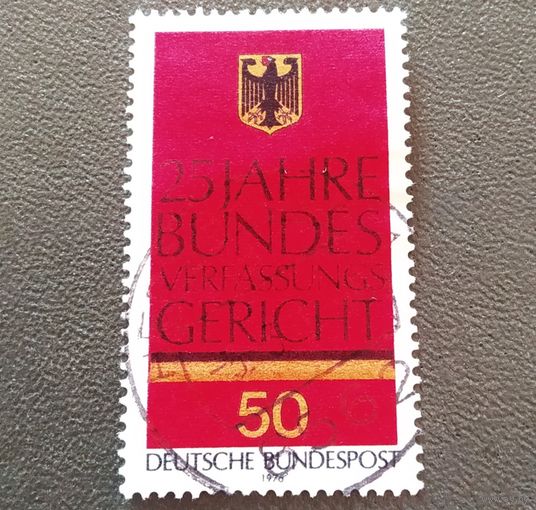 25 JAHRE
BUNDES
VERFASSUNGS
GERICHT
50
DEUTSCHE BUNDESPOST
1976